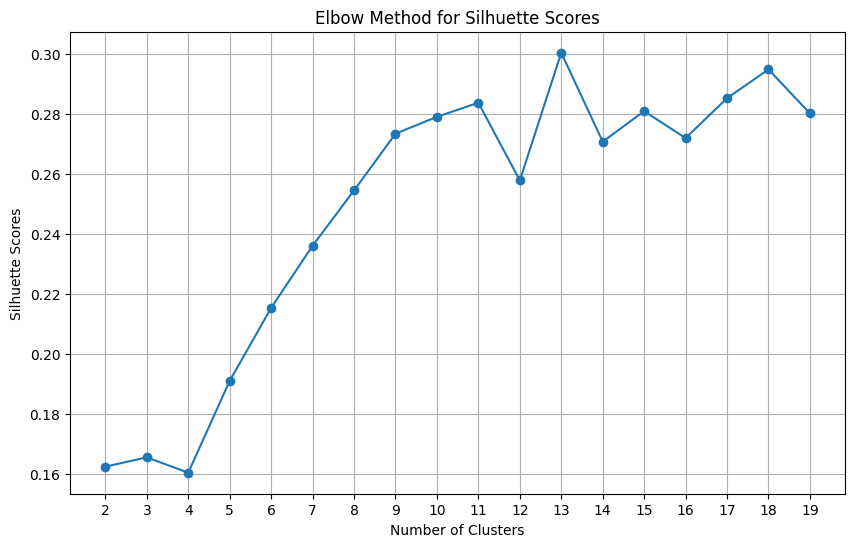 Elbow Method for Silhuette Scores
0.30
0.28
0.26
0.24
0.22
0.20
0.18
0.16
Silhuette Scores
2 3 4 5 6 7 8 9 10 11 12 13 14 15 16 17 18 19
Number of Clusters